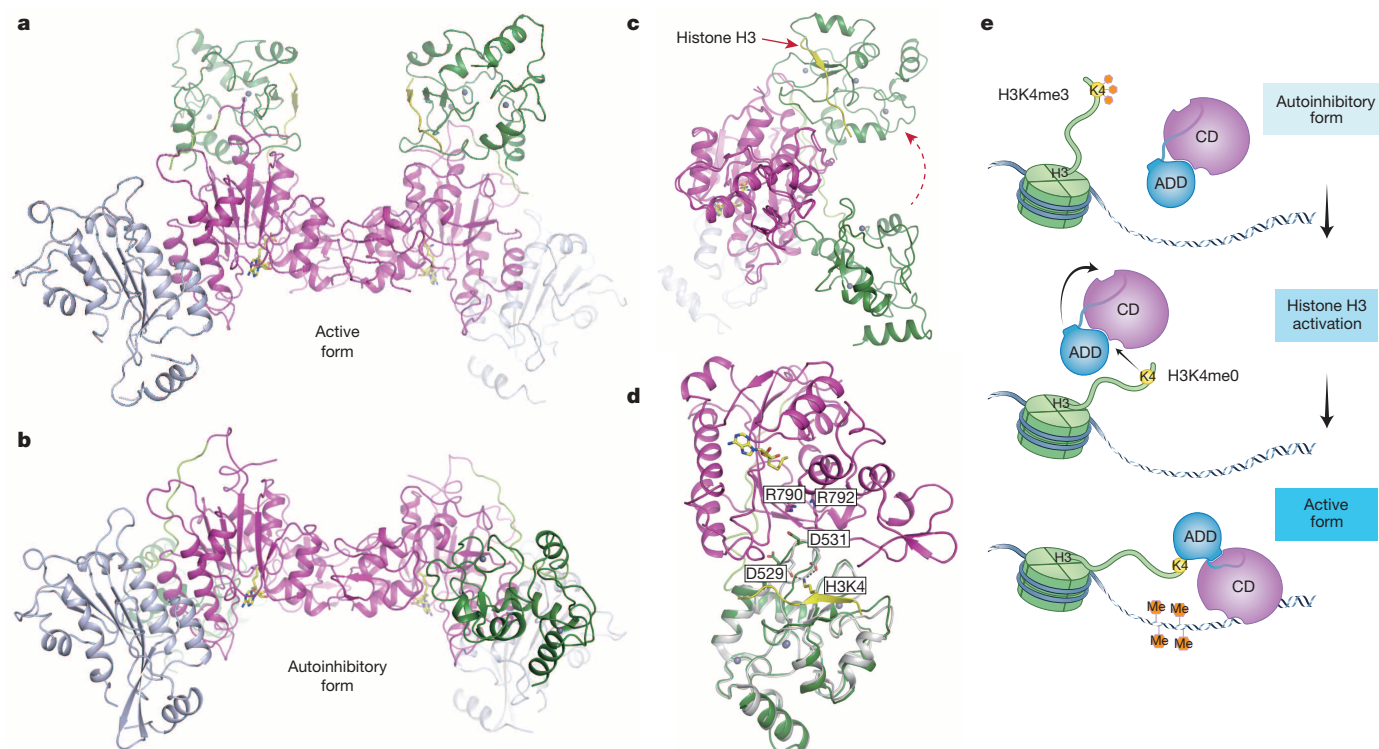 a
Active
form
b
Autoinhibitory
form
c
Histone H3
d
R790
R792
D531
D529
H3K4
e
H3K4me3
K4
H3
CD
ADD
Autoinhibitory
form
CD
ADD
K4
H3K4me0
H3
Histone H3
activation
Active
form
ADD
H3
K4
CD
Me
Me
Me
Me